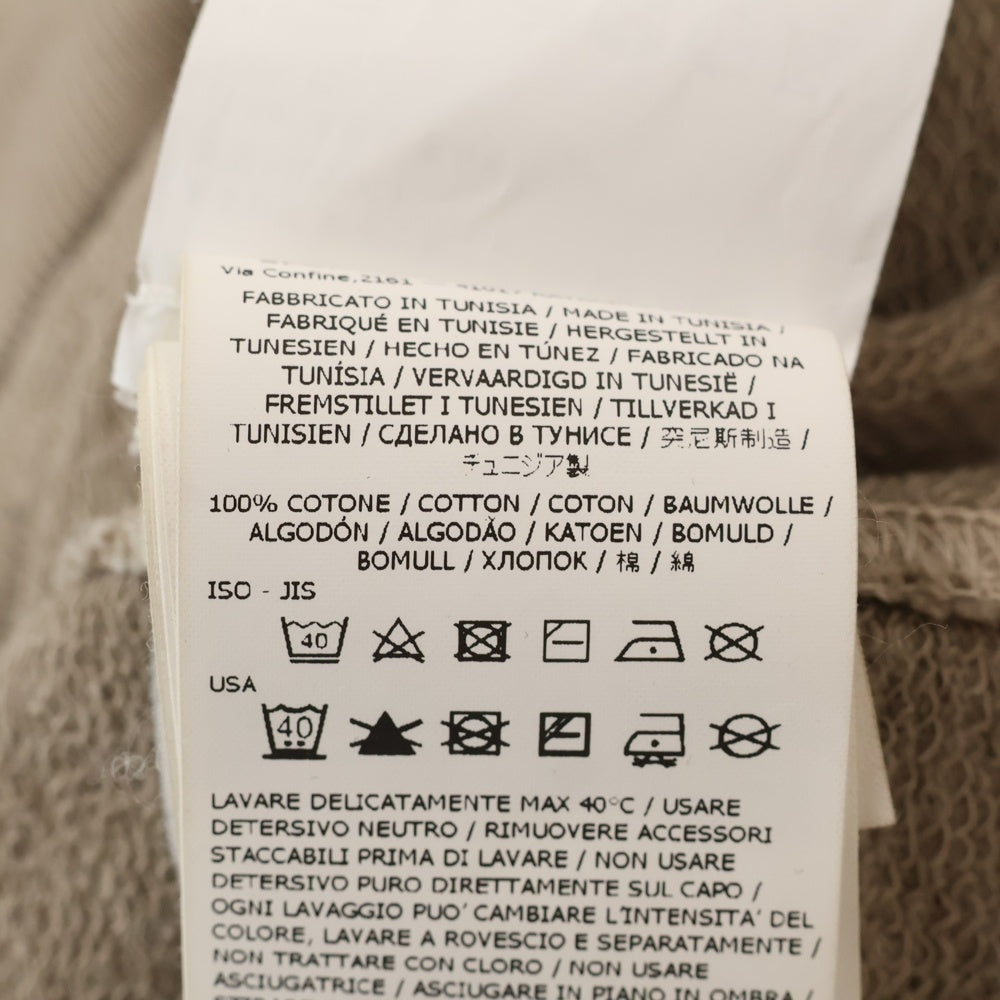 Via Confine,2161
FABBRICATO IN TUNISIA / MADE IN TUNISIA /
FABRIQUÉ EN TUNISIE / HERGESTELLT IN
TUNESIEN / HECHO EN TÚNEZ / FABRICADO NA
TUNÍSIA / VERVAARDIGD IN TUNESIË /
FREMSTILLET I TUNESIEN / TILLVERKAD I
TUNISIEN / СДЕЛАНО В ТУНИСЕ / 突尼斯制造 /
チュニジア製
100% COTONE / COTTON / COTON / BAUMWOLLE /
ALGODÓN / ALGODÃO / KATOEN / BOMULD /
BOMULL / ХЛОПОК / 棉 / 綿
ISO - JIS
40
USA
40
LAVARE DELICATAMENTE MAX 40°C / USARE
DETERSIVO NEUTRO / RIMUOVERE ACCESSORI
STACCABILI PRIMA DI LAVARE / NON USARE
DETERSIVO PURO DIRETTAMENTE SUL CAPO /
OGNI LAVAGGIO PUO' CAMBIARE L'INTENSITA' DEL
COLORE, LAVARE A ROVESCIO E SEPARATAMENTE /
NON TRATTARE CON CLORO / NON USARE
ASCIUGATRICE / ASCIUGARE IN PIANO IN OMBRA /